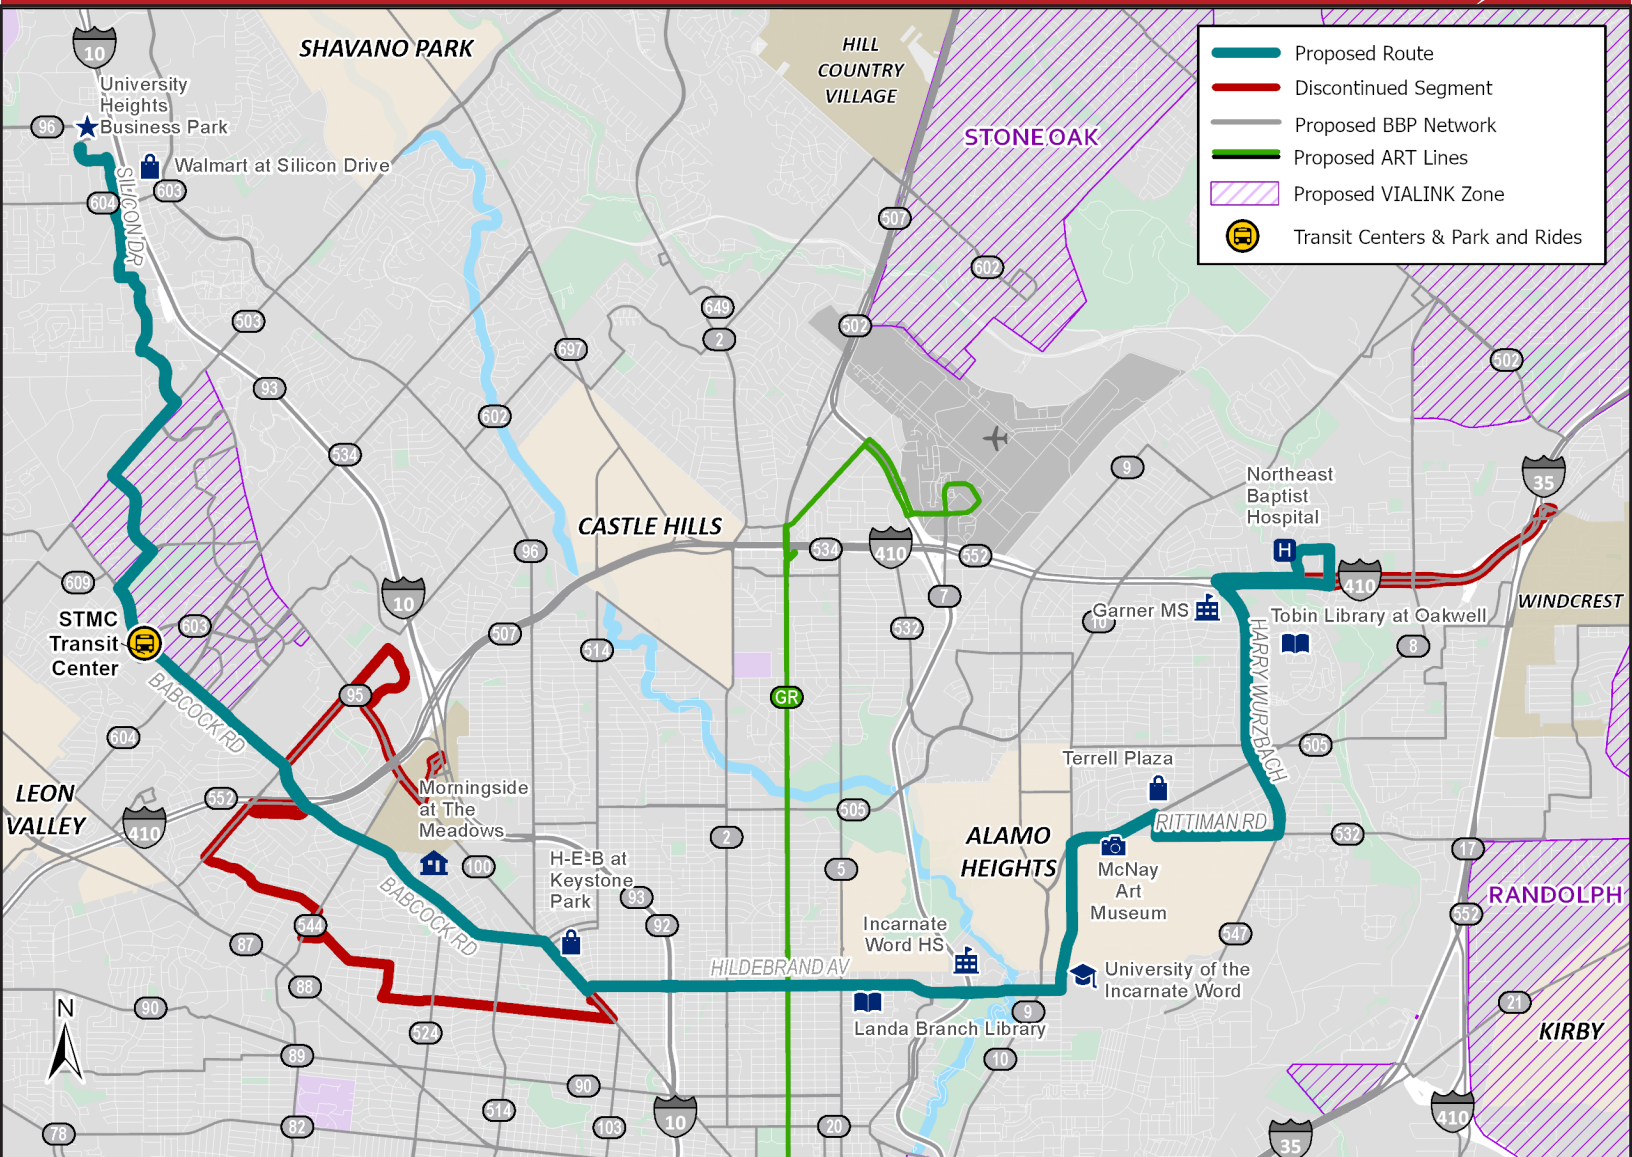 10
SHAVANO PARK
HILL
COUNTRY
VILLAGE
Proposed Route
Discontinued Segment
Proposed BBP Network
Proposed ART Lines
Proposed VIALINK Zone
Transit Centers & Park and Rides
University
Heights
Business Park
96
STONE OAK
Walmart at Silicon Drive
603
604
SILICON DR
507
602
649
2
502
503
697
502
93
602
534
9
Northeast
Baptist
Hospital
H
35
CASTLE HILLS
96
534
410
552
410
609
10
7
WINDCREST
Garner MS
10
Tobin Library at Oakwell
STMC
Transit
Center
603
507
514
532
8
HARRY WURZBACH
95
GR
BABCOCK RD
604
505
Terrell Plaza
LEON
VALLEY
552
410
Morningside
at The
Meadows
505
2
ALAMO
HEIGHTS
RITTIMAN RD
532
17
H-E-B at
Keystone
Park
100
5
McNay
Art
Museum
93
RANDOLPH
BABCOCK RD
544
92
Incarnate
Word HS
552
547
87
HILDEBRAND AV
University of the
Incarnate Word
88
N
90
Landa Branch Library
9
21
KIRBY
524
89
10
90
514
103
10
20
410
35
82
78